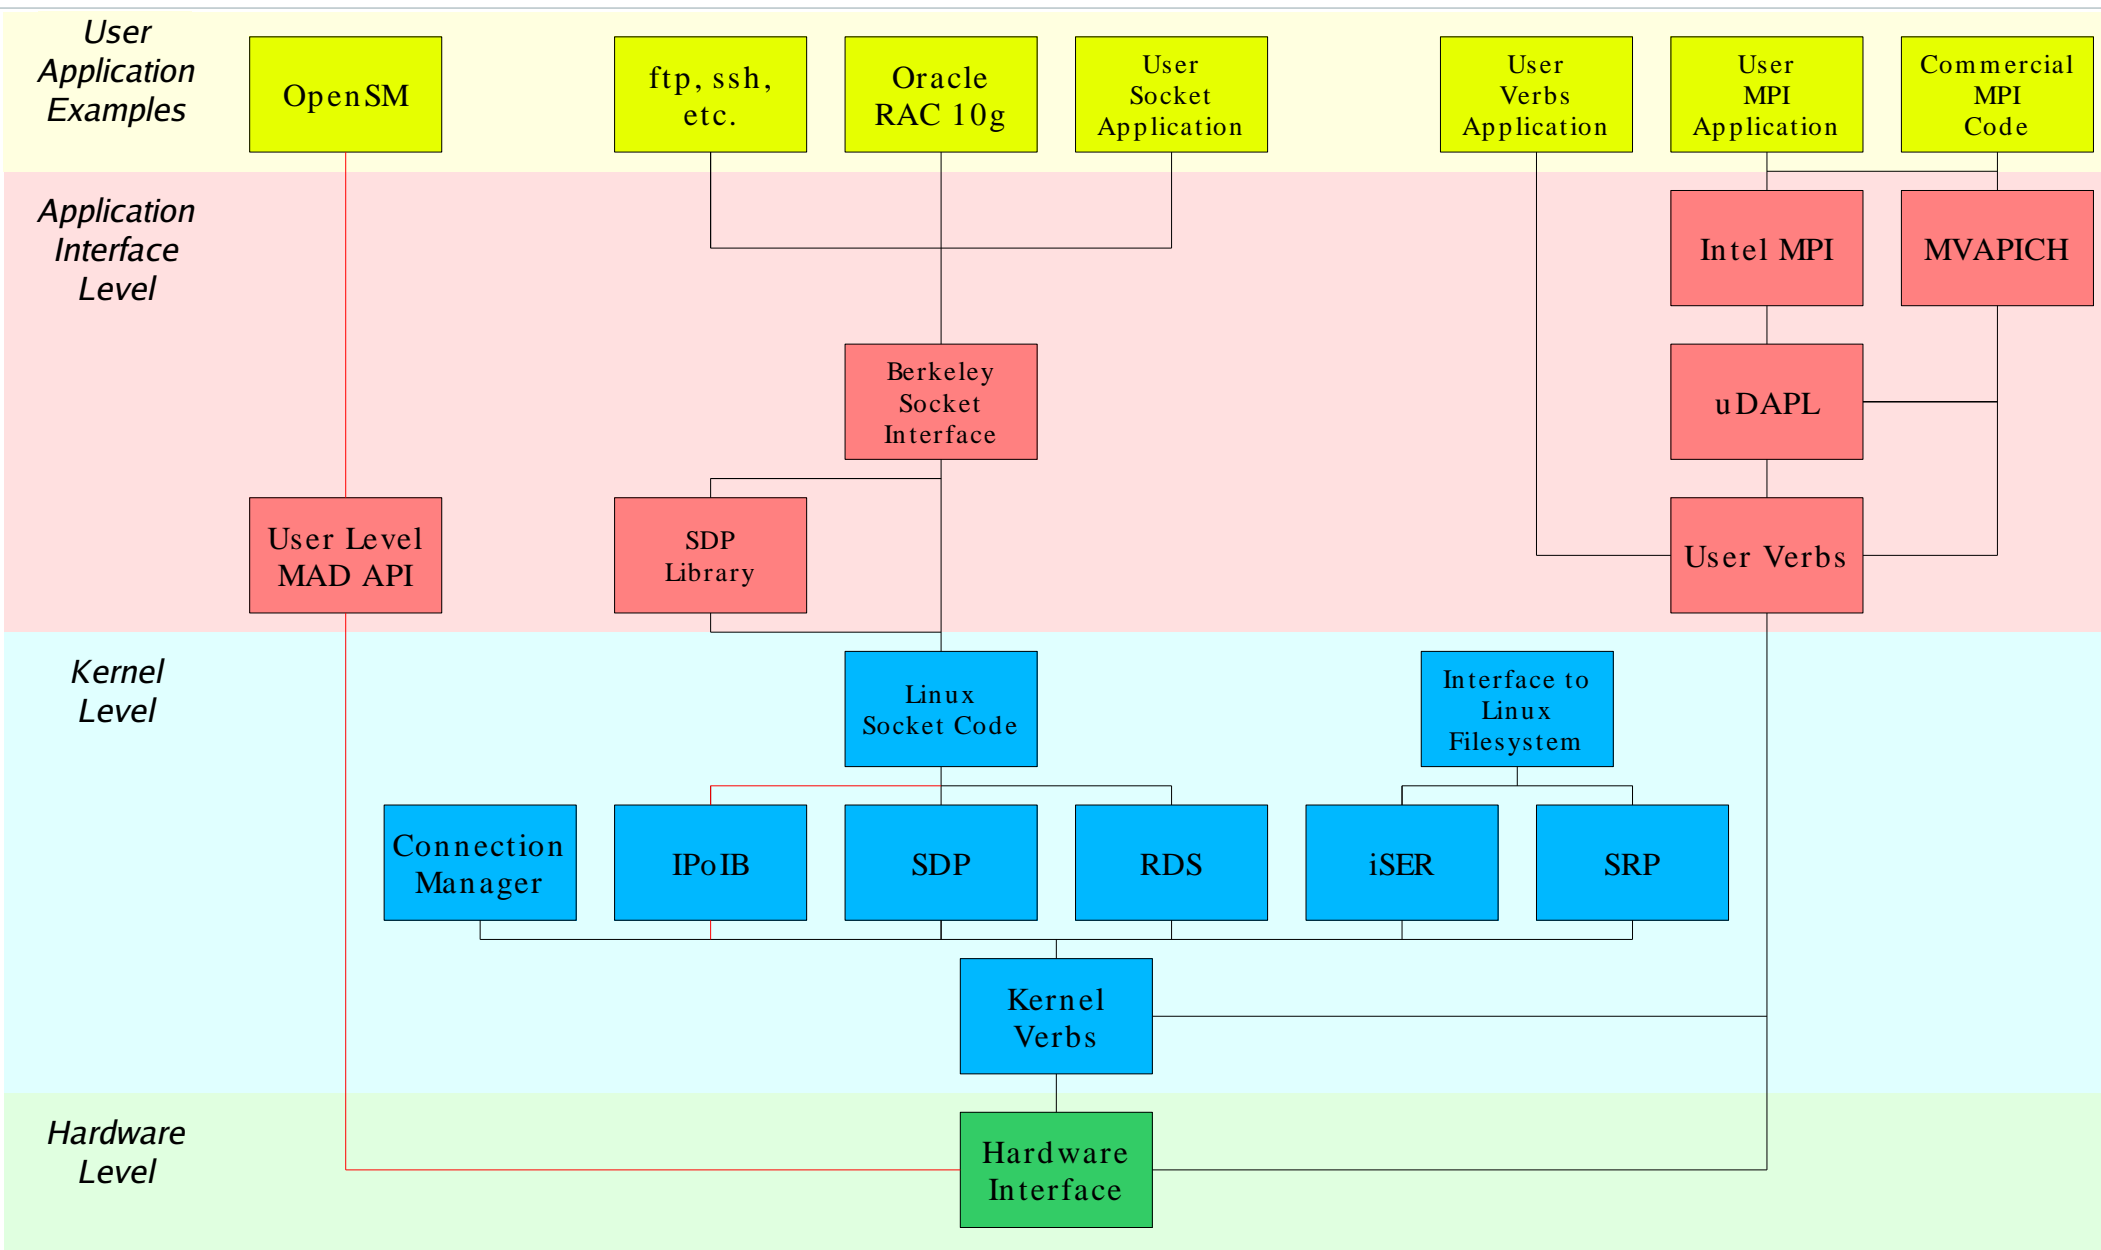 User
Application
Examples
OpenSM
ftp, ssh,
etc.
Oracle
RAC 10g
User
Socket
Application
User
Verbs
Application
User
MPI
Application
Commercial
MPI
Code
Application
Interface
Level
Intel MPI
MVAPICH
Berkeley
Socket
Interface
uDAPL
User Level
MAD API
SDP
Library
User Verbs
Kernel
Level
Linux
Socket Code
Interface to
Linux
Filesystem
Connection
Manager
IPoIB
SDP
RDS
iSER
SRP
Kernel
Verbs
Hardware
Level
Hardware
Interface